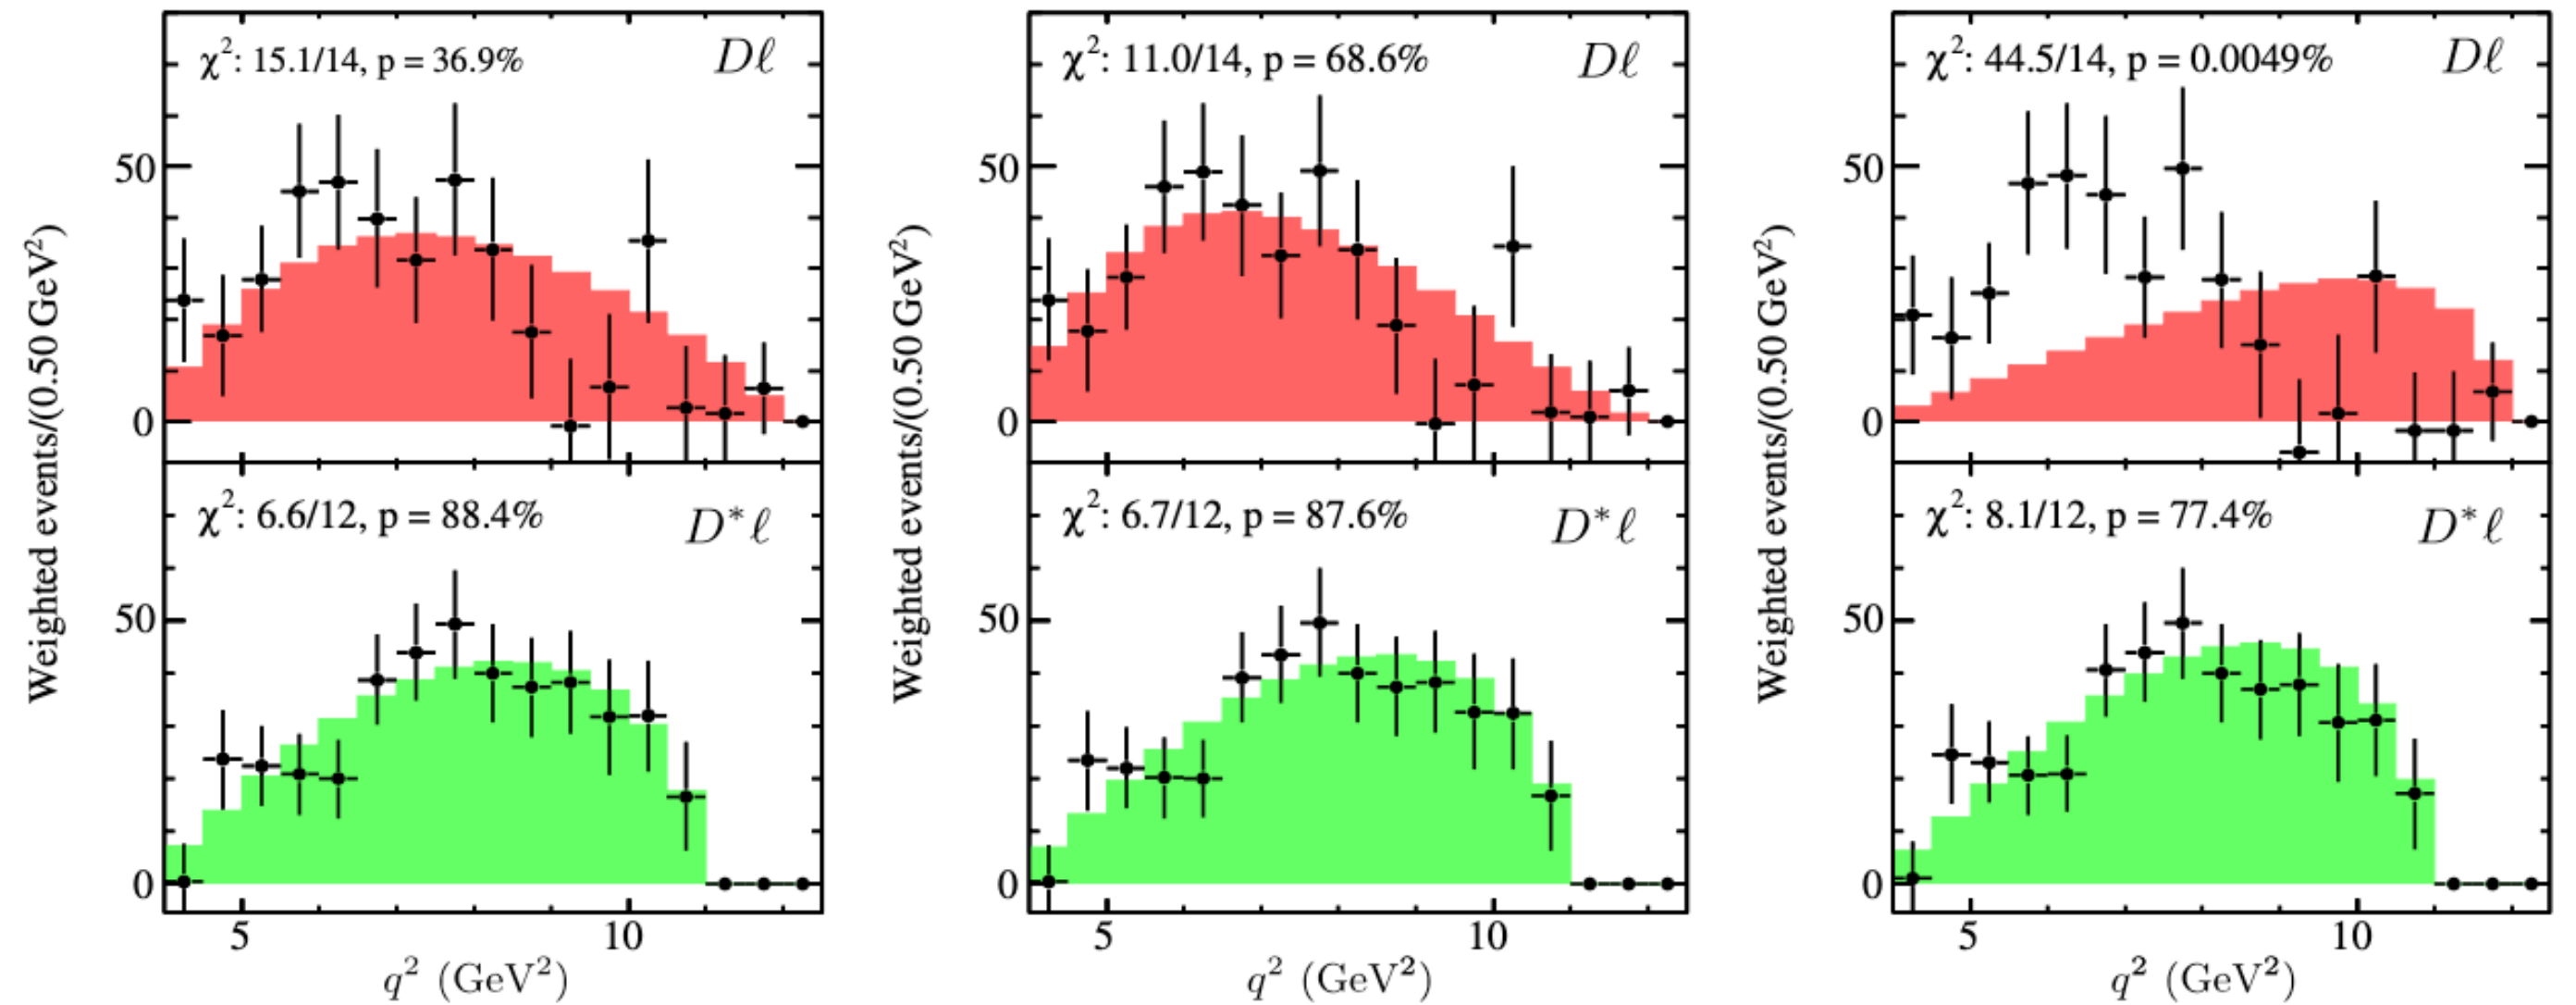 χ²: 15.1/14, p = 36.9%
Dℓ
50
0
χ²: 6.6/12, p = 88.4%
D*ℓ
50
0
5
10
q² (GeV²)
Weighted events/(0.50 GeV²)
χ²: 11.0/14, p = 68.6%
Dℓ
50
0
χ²: 6.7/12, p = 87.6%
D*ℓ
50
0
5
10
q² (GeV²)
Weighted events/(0.50 GeV²)
χ²: 44.5/14, p = 0.0049%
Dℓ
50
0
χ²: 8.1/12, p = 77.4%
D*ℓ
50
0
5
10
q² (GeV²)
Weighted events/(0.50 GeV²)